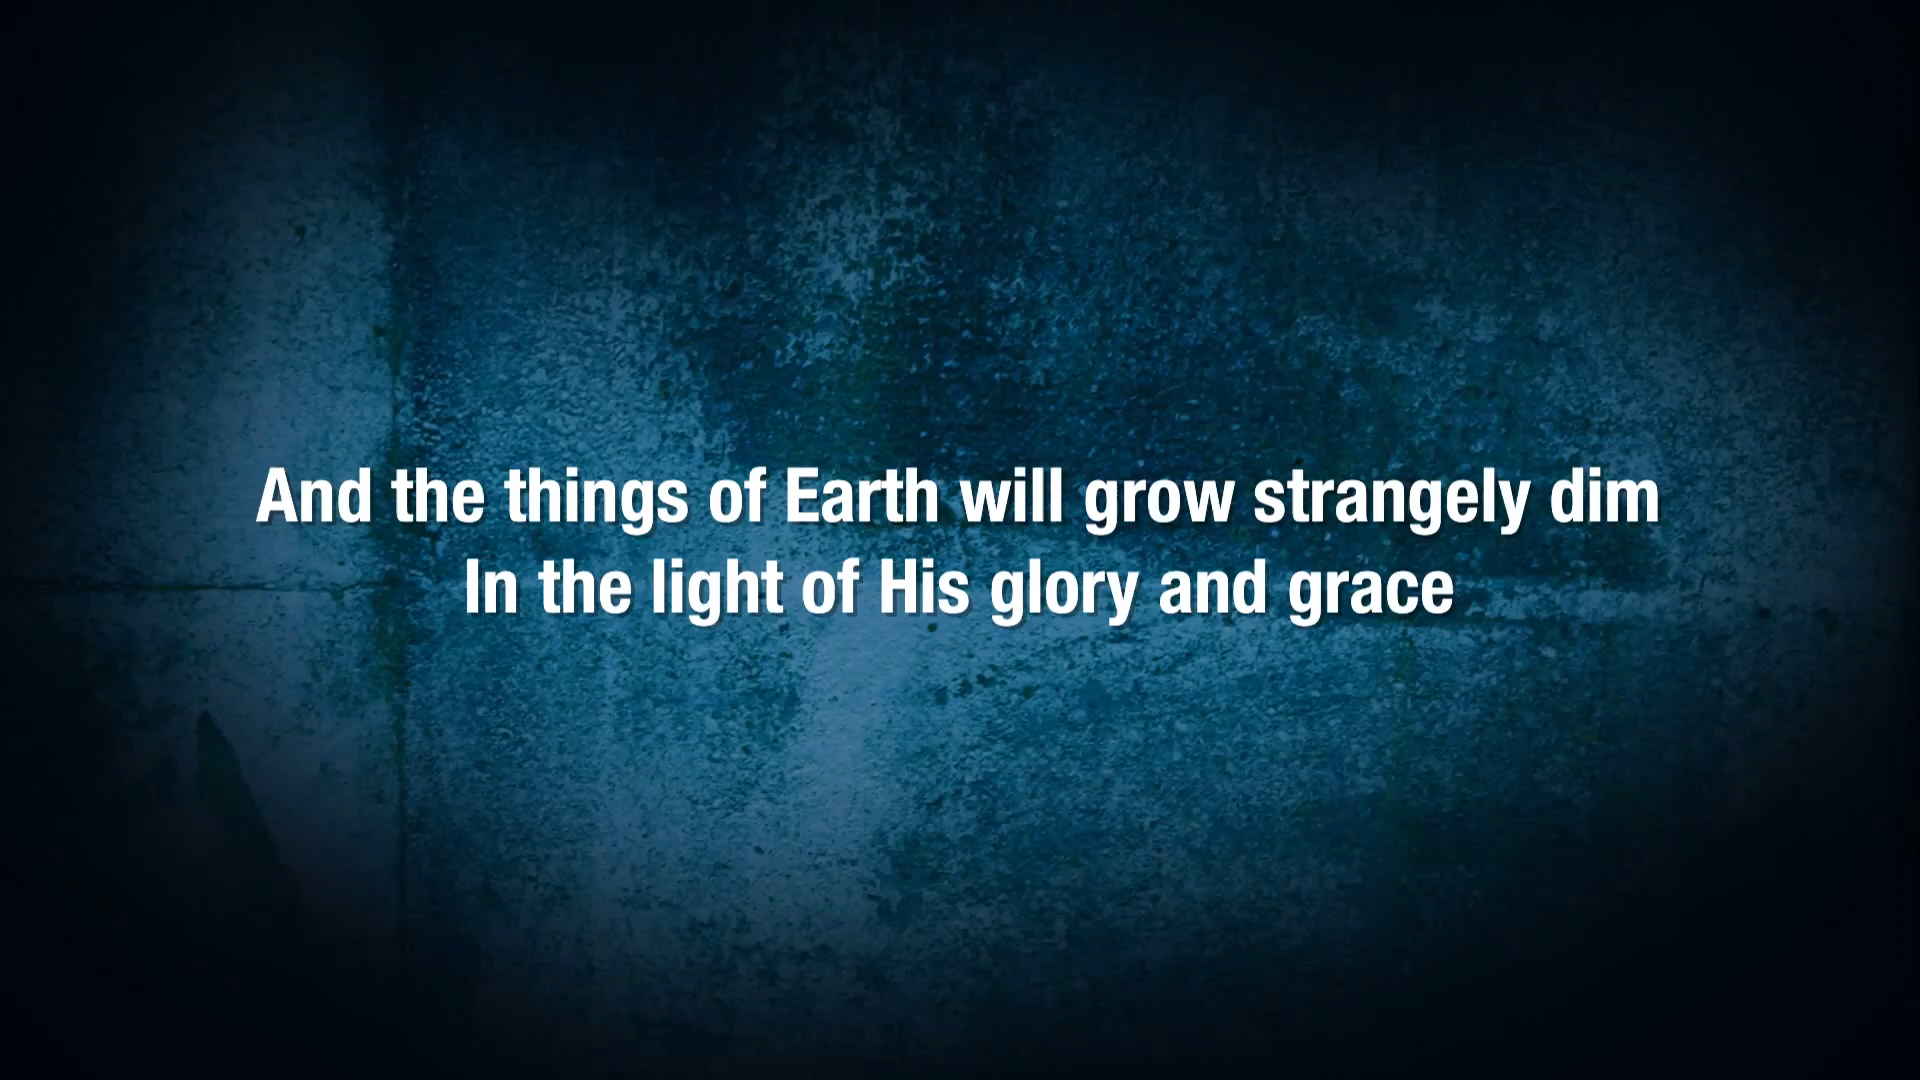 And the things of Earth will grow strangely dim
In the light of His glory and grace